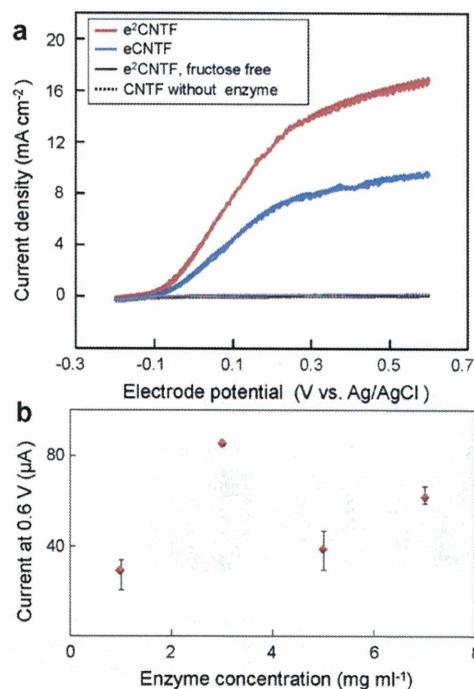 a
e²CNTF
eCNTF
e²CNTF, fructose free
CNTF without enzyme
Current density (mA cm⁻²)
20
16
12
8
4
0
-0.3 -0.1 0.1 0.3 0.5 0.7
Electrode potential (V vs. Ag/AgCl)
b
Current at 0.6 V (μA)
80
40
0 2 4 6 8
Enzyme concentration (mg ml⁻¹)